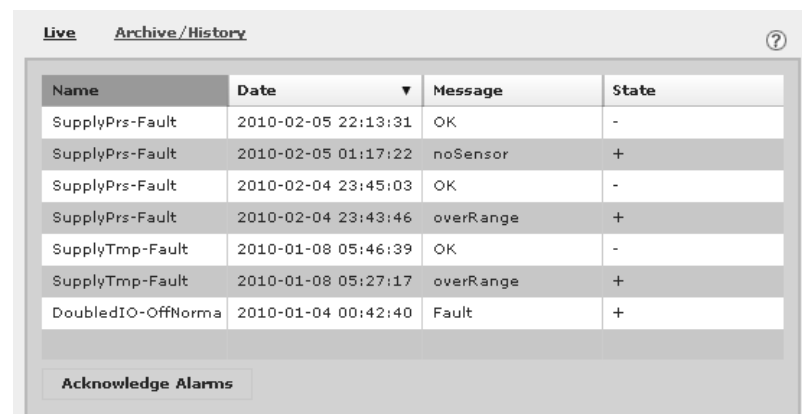 Live Archive/History ?
Name Date ▼ Message State
SupplyPrs-Fault 2010-02-05 22:13:31 OK -
SupplyPrs-Fault 2010-02-05 01:17:22 noSensor +
SupplyPrs-Fault 2010-02-04 23:45:03 OK -
SupplyPrs-Fault 2010-02-04 23:43:46 overRange +
SupplyTmp-Fault 2010-01-08 05:46:39 OK -
SupplyTmp-Fault 2010-01-08 05:27:17 overRange +
DoubledIO-OffNorma 2010-01-04 00:42:40 Fault +
Acknowledge Alarms